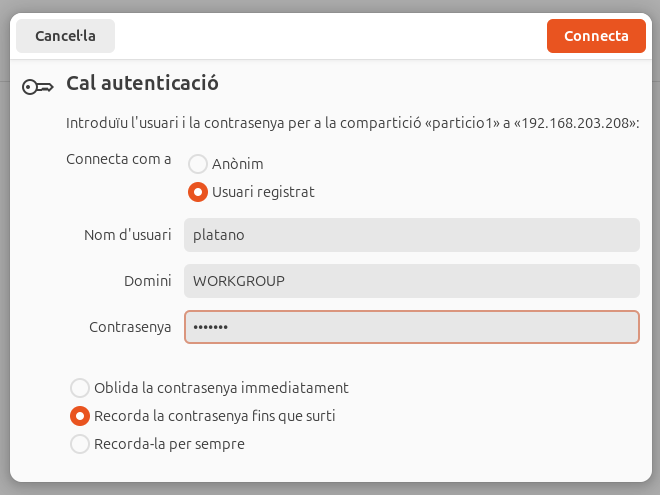 Cancel·la
Connecta
Cal autenticació
Introduïu l'usuari i la contrasenya per a la compartició «particio1» a «192.168.203.208»:
Connecta com a
Anònim
Usuari registrat
Nom d'usuari platano
Domini WORKGROUP
Contrasenya •••••••
Oblida la contrasenya immediatament
Recorda la contrasenya fins que surti
Recorda-la per sempre